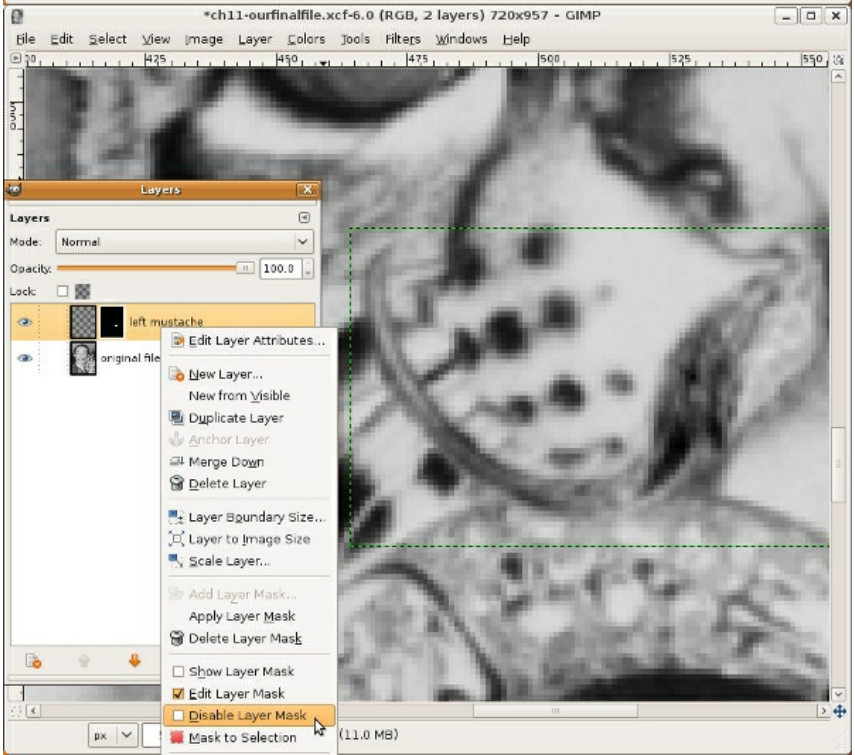 *ch11-ourfinalfile.xcf-6.0 (RGB, 2 layers) 720x957 – GIMP
File Edit Select View Image Layer Colors Tools Filters Windows Help
425 450 475 500 525 550
Layers
Layers
Mode: Normal
Opacity: 100.0
Lock:
left mustache
original file
Edit Layer Attributes...
New Layer...
New from Visible
Duplicate Layer
Anchor Layer
Merge Down
Delete Layer
Layer Boundary Size...
Layer to Image Size
Scale Layer...
Add Layer Mask...
Apply Layer Mask
Delete Layer Mask
Show Layer Mask
Edit Layer Mask
Disable Layer Mask
Mask to Selection
px (11.0 MB)